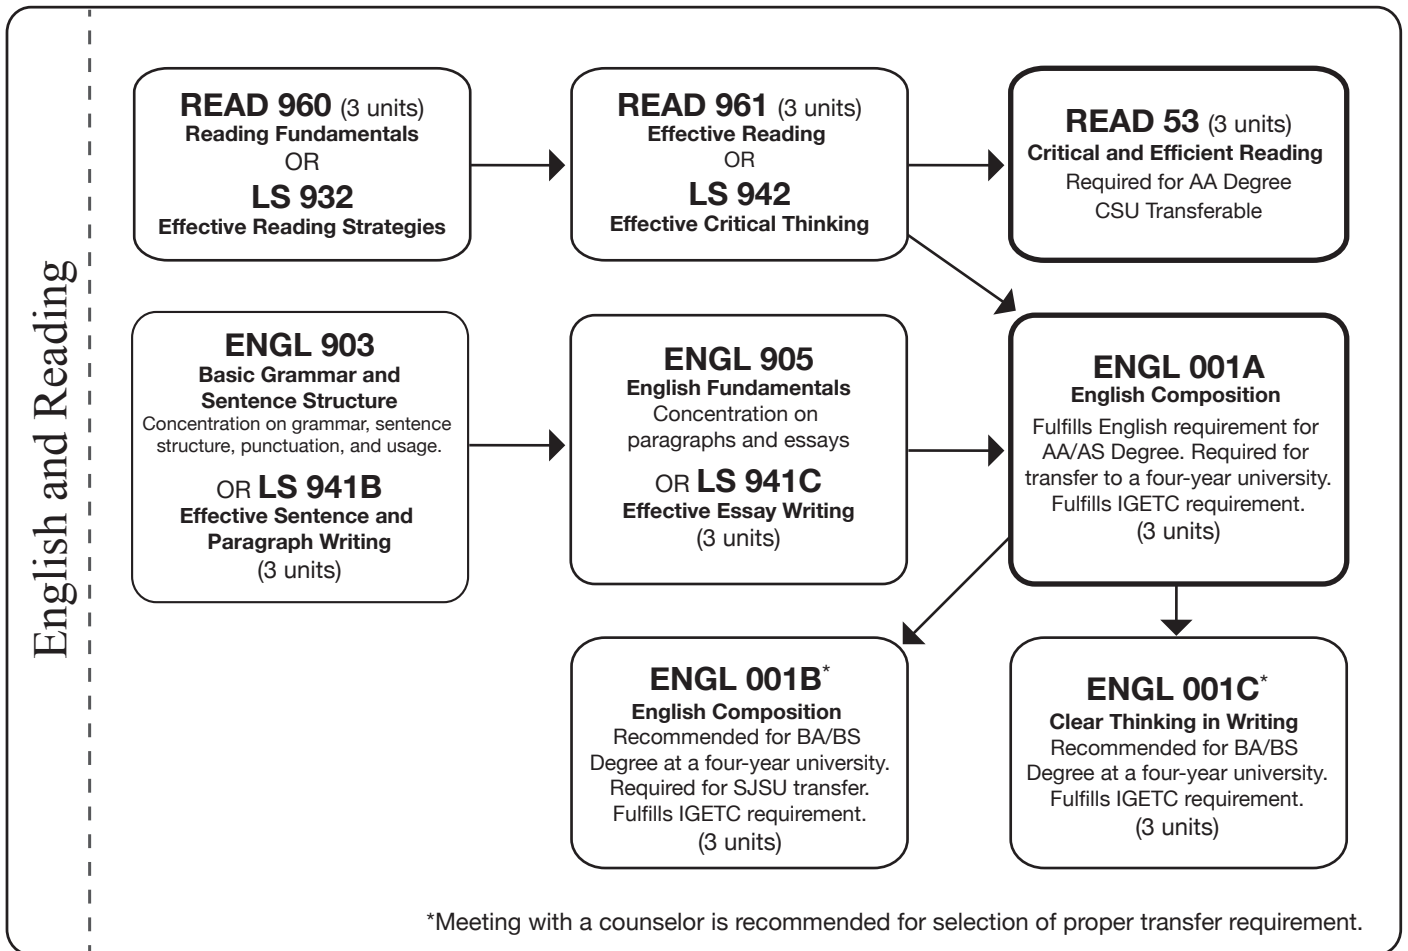 English and Reading
READ 960 (3 units)
Reading Fundamentals
OR
LS 932
Effective Reading Strategies
READ 961 (3 units)
Effective Reading
OR
LS 942
Effective Critical Thinking
READ 53 (3 units)
Critical and Efficient Reading
Required for AA Degree
CSU Transferable
ENGL 903
Basic Grammar and
Sentence Structure
Concentration on grammar, sentence
structure, punctuation, and usage.
OR LS 941B
Effective Sentence and
Paragraph Writing
(3 units)
ENGL 905
English Fundamentals
Concentration on
paragraphs and essays
OR LS 941C
Effective Essay Writing
(3 units)
ENGL 001A
English Composition
Fulfills English requirement for
AA/AS Degree. Required for
transfer to a four-year university.
Fulfills IGETC requirement.
(3 units)
ENGL 001B*
English Composition
Recommended for BA/BS
Degree at a four-year university.
Required for SJSU transfer.
Fulfills IGETC requirement.
(3 units)
ENGL 001C*
Clear Thinking in Writing
Recommended for BA/BS
Degree at a four-year university.
Fulfills IGETC requirement.
(3 units)
*Meeting with a counselor is recommended for selection of proper transfer requirement.